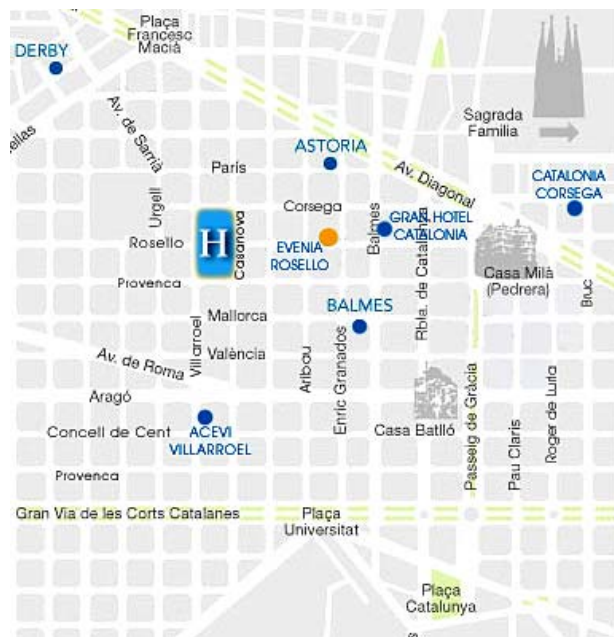 Plaça
Francesc
Macià
DERBY
Sagrada
Familia
Av. de Sarrià
ellas
ASTORIA
París
Av. Diagonal
CATALONIA
CORSEGA
Urgell
Corsega
GRAN HOTEL
CATALONIA
Balmes
Rbla. de Catalunya
H
Casanova
Rosello
EVENIA
ROSELLO
Casa Milà
(Pedrera)
Provenca
Bruc
BALMES
Mallorca
Villarroel
València
Av. de Roma
Aribau
Enric Granados
Aragó
Passeig de Gràcia
Roger de Luria
Pau Clarís
ACEVI
VILLARROEL
Concell de Cent
Casa Batlló
Provenca
Gran Via de les Corts Catalanes
Plaça
Universitat
Plaça
Catalunya